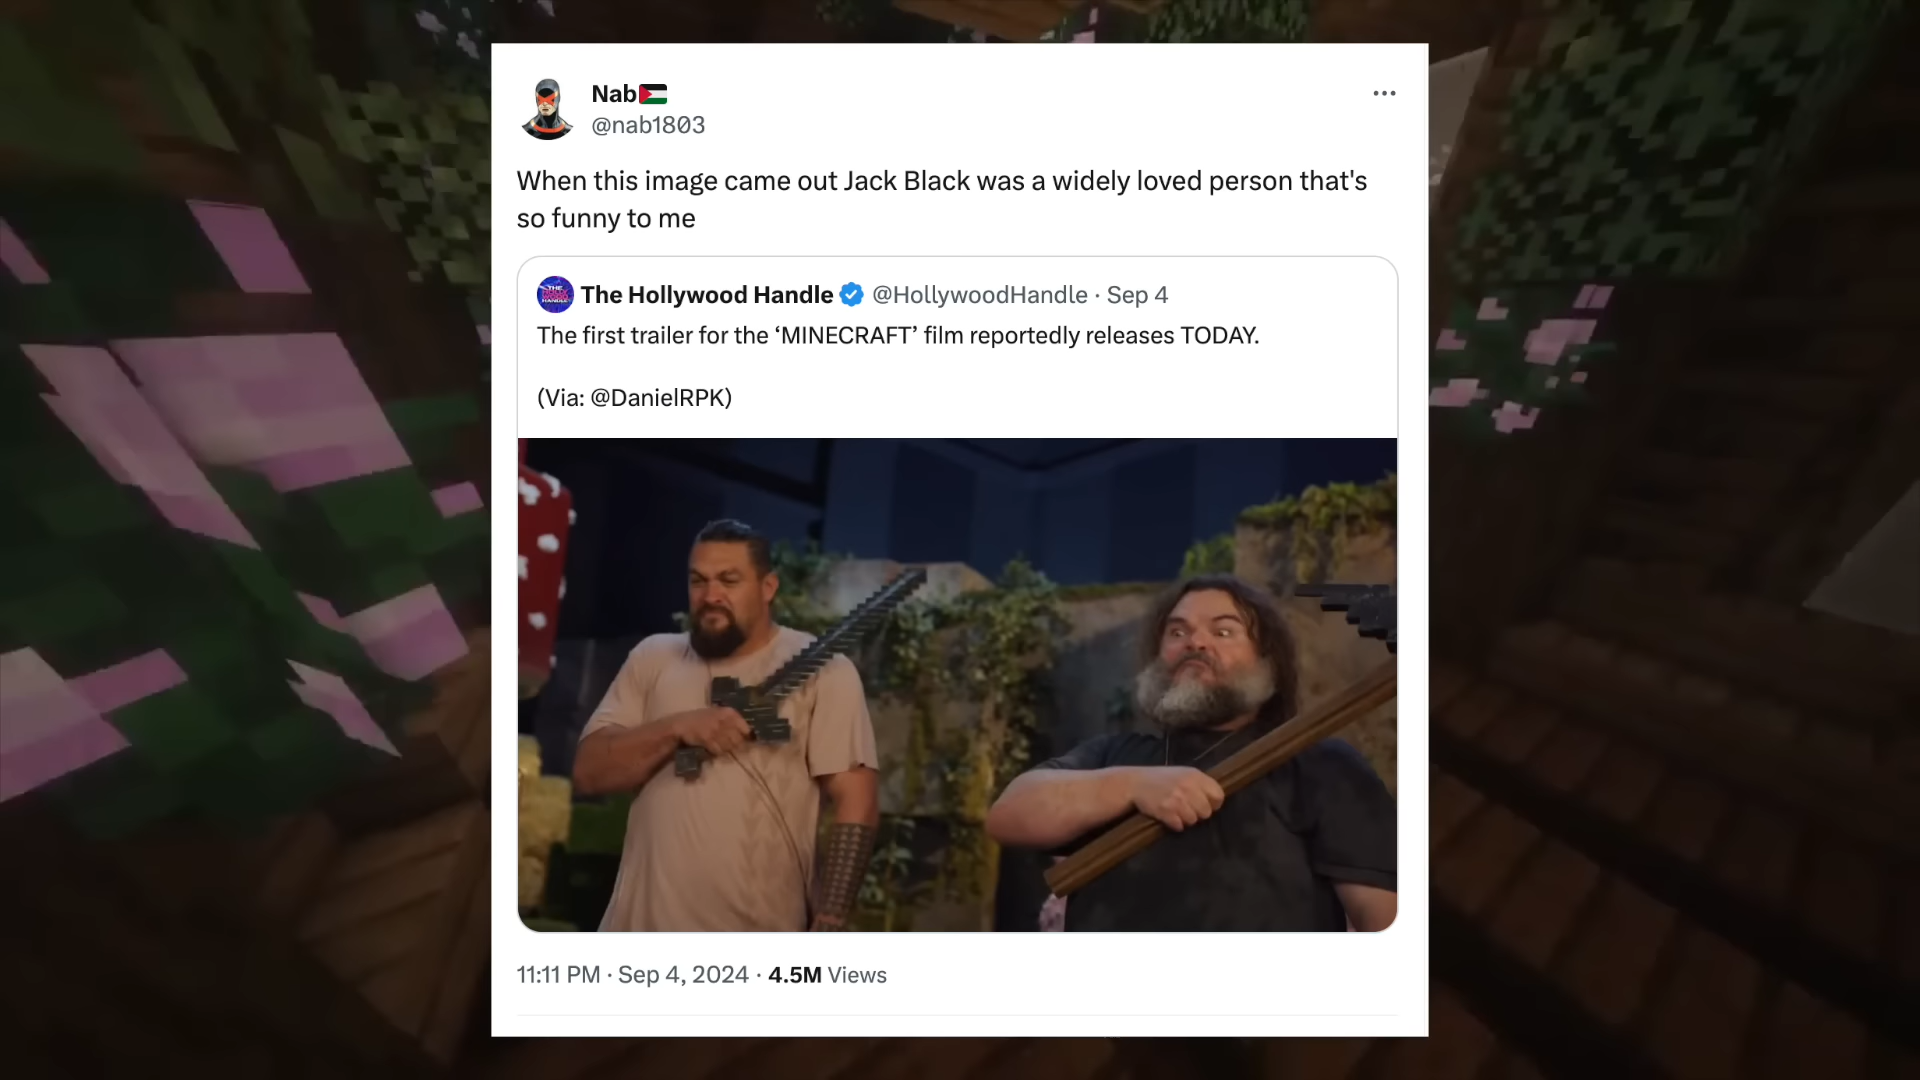 Nab🇵🇸
@nab1803
When this image came out Jack Black was a widely loved person that's
so funny to me
The Hollywood Handle @HollywoodHandle · Sep 4
The first trailer for the ‘MINECRAFT’ film reportedly releases TODAY.
(Via: @DanielRPK)
11:11 PM · Sep 4, 2024 · 4.5M Views